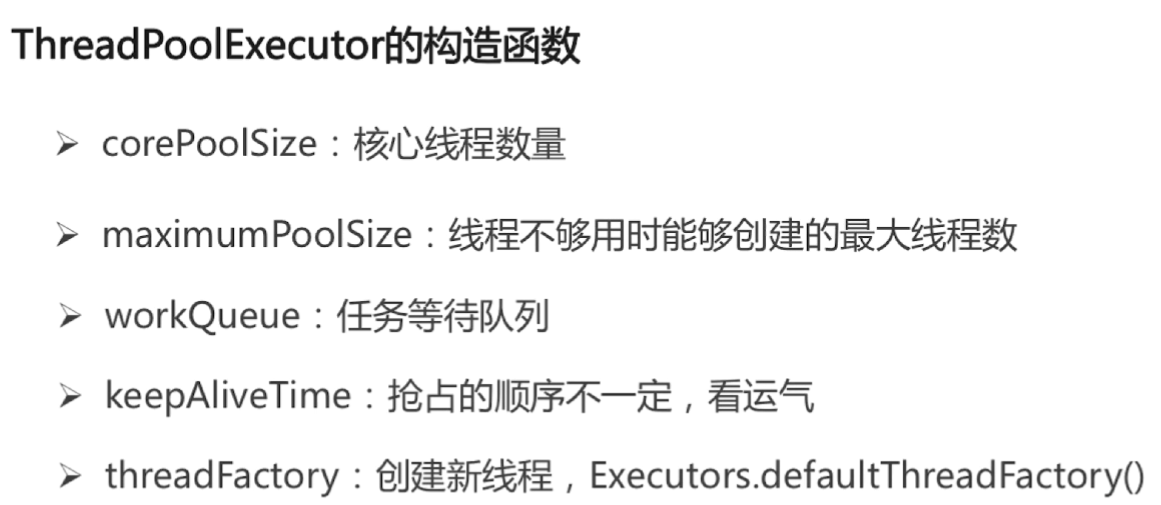 ThreadPoolExecutor的构造函数
➢ corePoolSize：核心线程数量
➢ maximumPoolSize：线程不够用时能够创建的最大线程数
➢ workQueue：任务等待队列
➢ keepAliveTime：抢占的顺序不一定，看运气
➢ threadFactory：创建新线程，Executors.defaultThreadFactory()